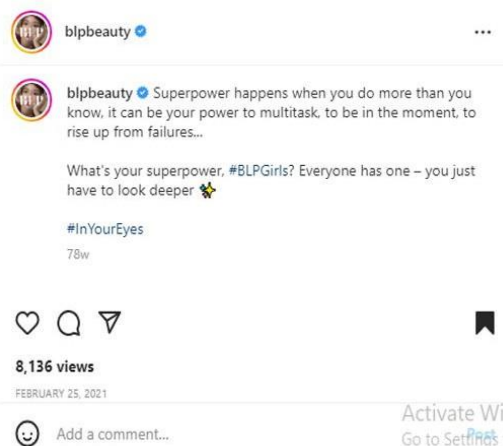 blpbeauty
blpbeauty Superpower happens when you do more than you
know, it can be your power to multitask, to be in the moment, to
rise up from failures...
What's your superpower, #BLPGirls? Everyone has one – you just
have to look deeper ✨
#InYourEyes
78w
8,136 views
FEBRUARY 25, 2021
Activate Wi
Add a comment...
Go to Settings
Post